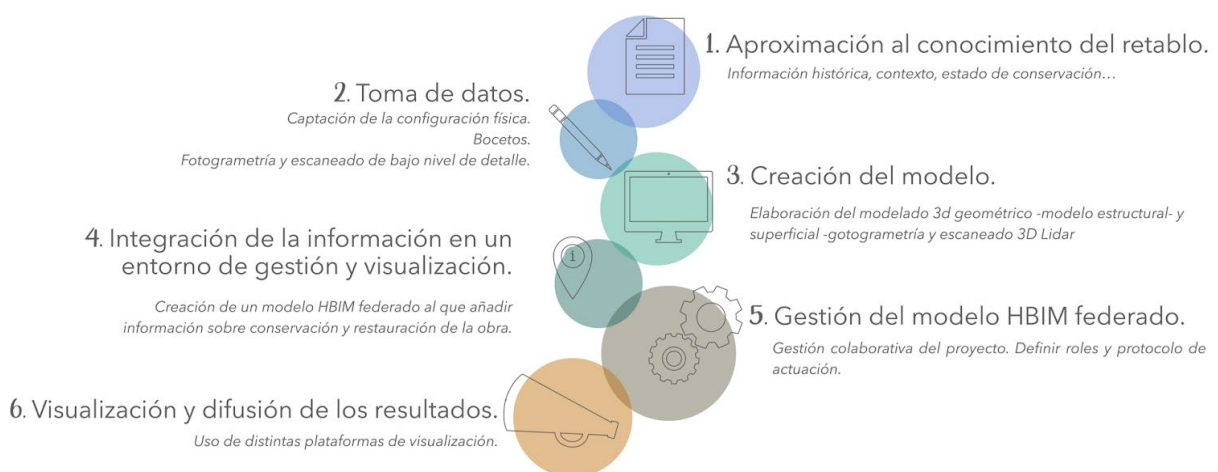 1. Aproximación al conocimiento del retablo.
Información histórica, contexto, estado de conservación...
2. Toma de datos.
Captación de la configuración física.
Bocetos.
Fotogrametría y escaneado de bajo nivel de detalle.
3. Creación del modelo.
Elaboración del modelado 3d geométrico -modelo estructural- y
superficial -gotogrametría y escaneado 3D Lidar
4. Integración de la información en un
entorno de gestión y visualización.
Creación de un modelo HBIM federado al que añadir
información sobre conservación y restauración de la obra.
i
5. Gestión del modelo HBIM federado.
Gestión colaborativa del proyecto. Definir roles y protocolo de
actuación.
6. Visualización y difusión de los resultados.
Uso de distintas plataformas de visualización.